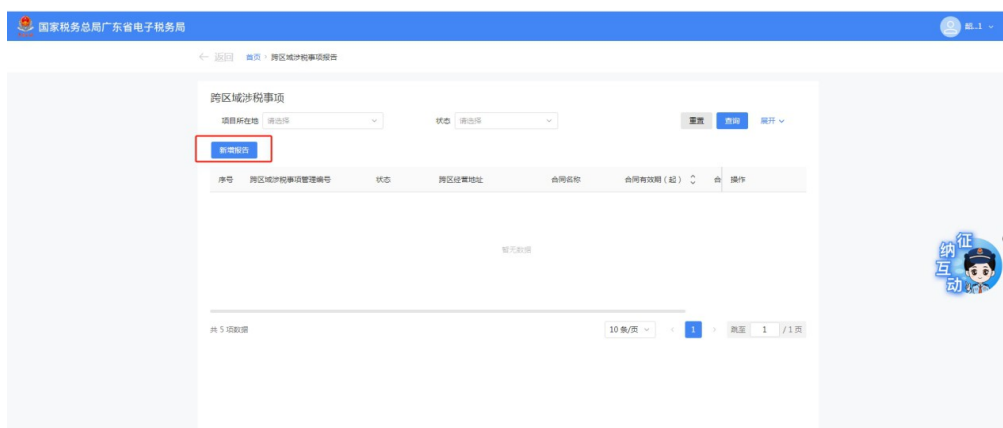 国家税务总局广东省电子税务局
← 返回 首页 > 跨区域涉税事项报告
跨区域涉税事项
项目所在地 请选择 状态 请选择 重置 查询 展开
新增报告
序号 跨区域涉税事项管理编号 状态 跨区经营地址 合同名称 合同有效期(起) 合 操作
暂无数据
征纳互动
共 5 项数据 10 条/页 < 1 > 跳至 1 / 1 页